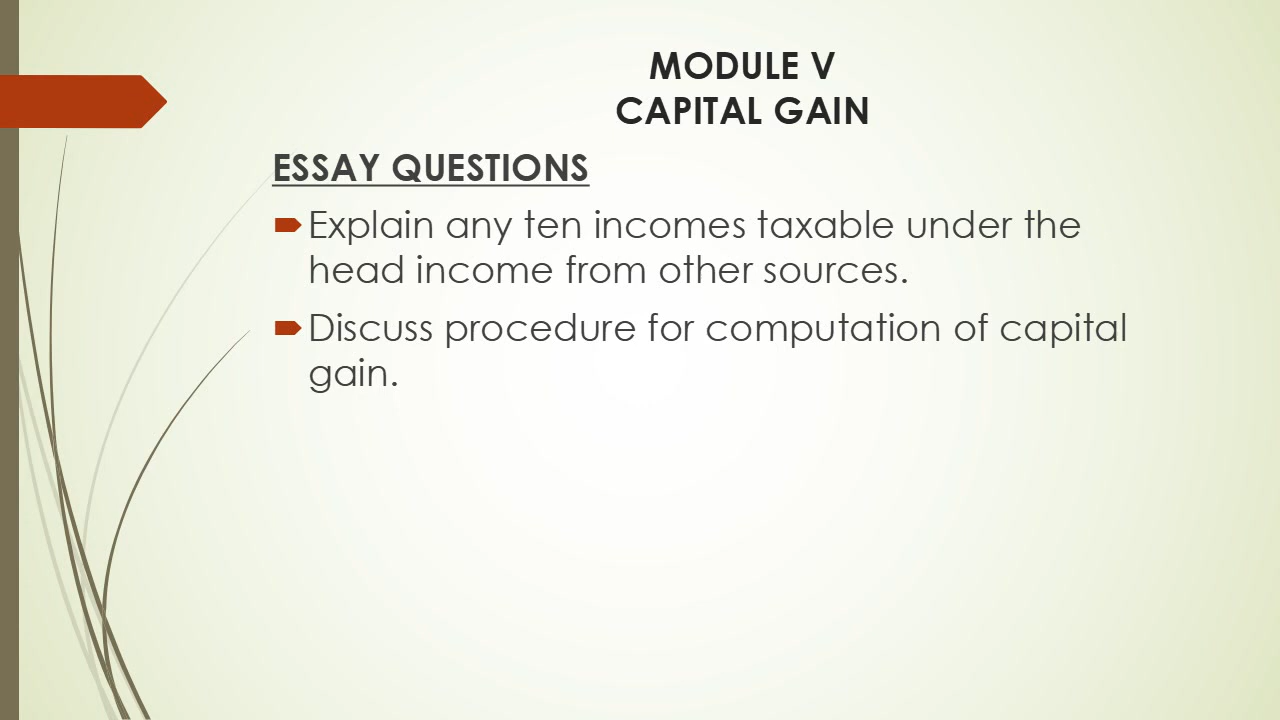 MODULE V
CAPITAL GAIN
ESSAY QUESTIONS
Explain any ten incomes taxable under the
head income from other sources.
Discuss procedure for computation of capital
gain.